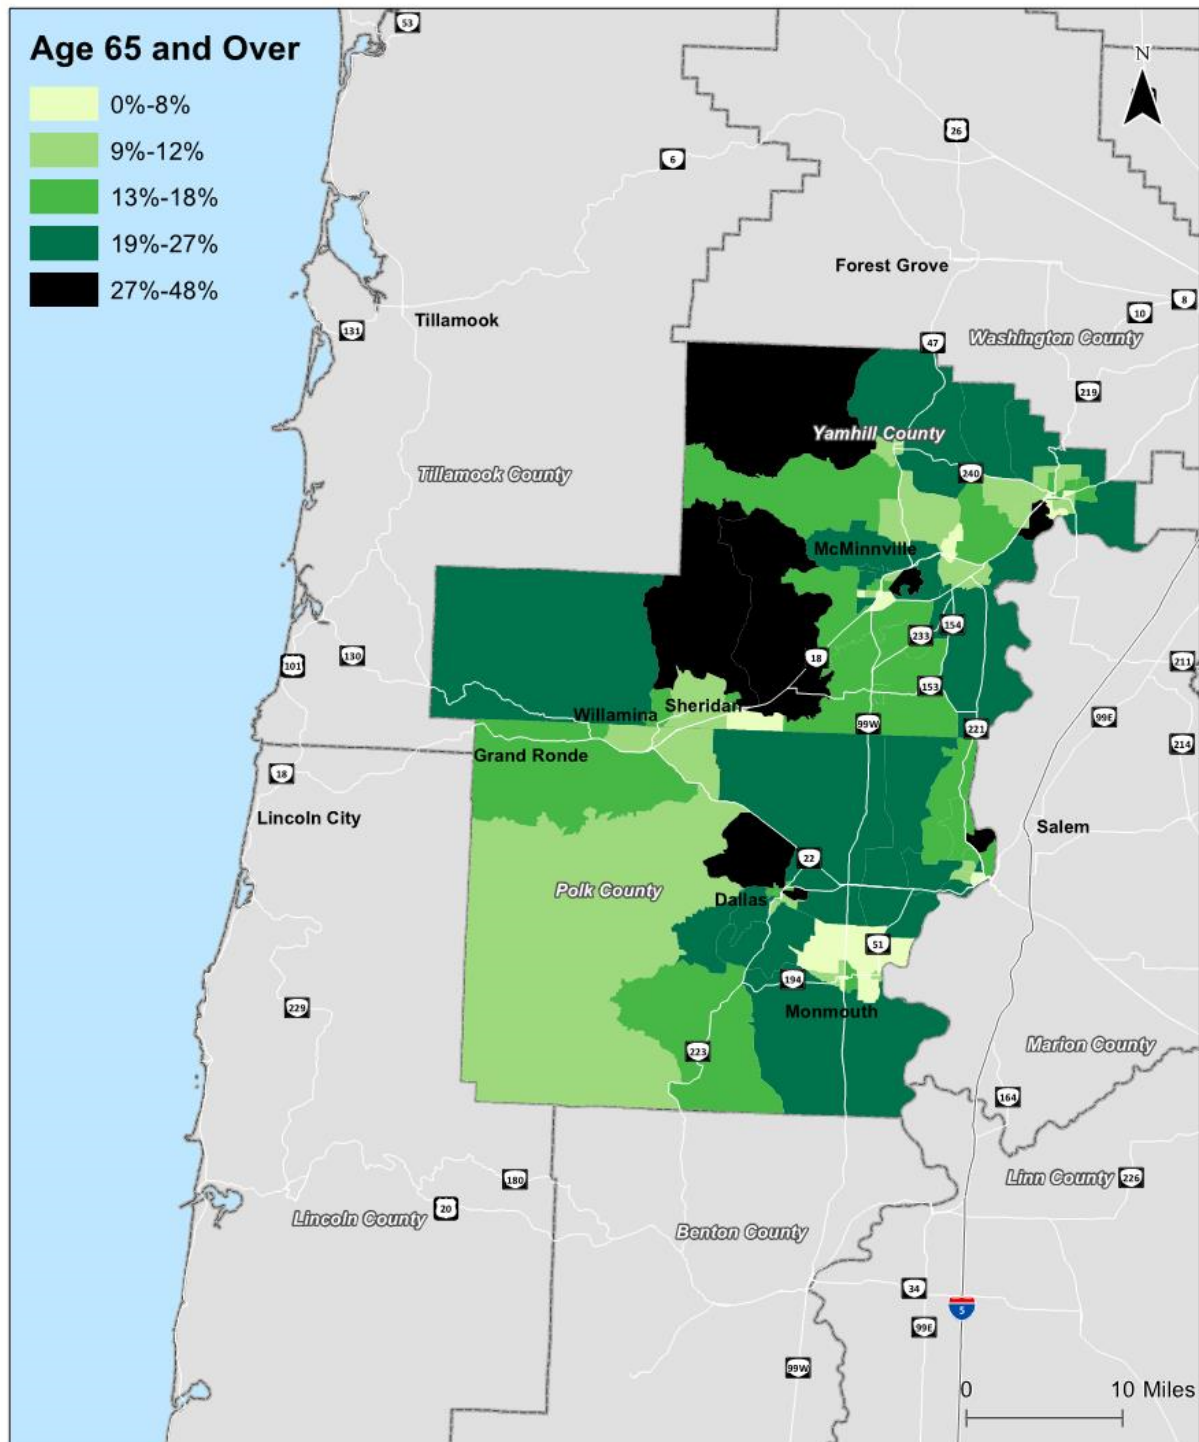 Age 65 and Over
0%-8%
9%-12%
13%-18%
19%-27%
27%-48%
53
N
26
6
Forest Grove
8
10
Tillamook
131
47
Washington County
219
Yamhill County
Tillamook County
240
McMinnville
154
233
18
130
101
211
153
Sheridan
Willamina
99W
221
99E
214
Grand Ronde
18
Lincoln City
Salem
22
Polk County
Dallas
51
194
Monmouth
229
223
Marion County
164
Linn County
226
180
20
Lincoln County
Benton County
34
5
99E
99W
0 10 Miles